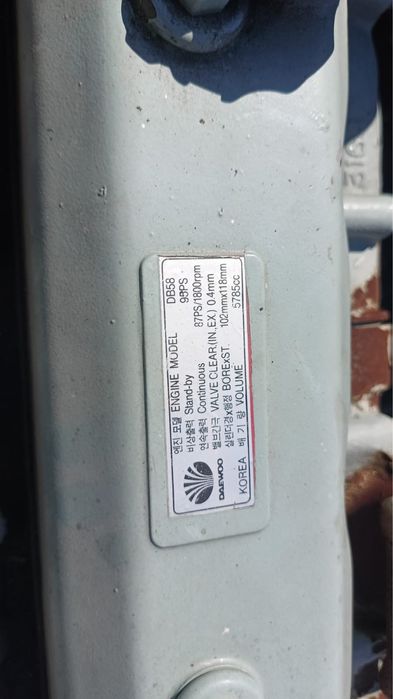 엔진 모델 ENGINE MODEL DB58
비상출력 Stand-by 95PS
연속출력 Continuous 87PS/1800rpm
밸브간극 VALVE CLEAR(IN.,EX) 0.4mm
실린더경x행정 BORExST. 102mmx118mm
배 기 량 VOLUME 5785cc
DAEWOO
KOREA